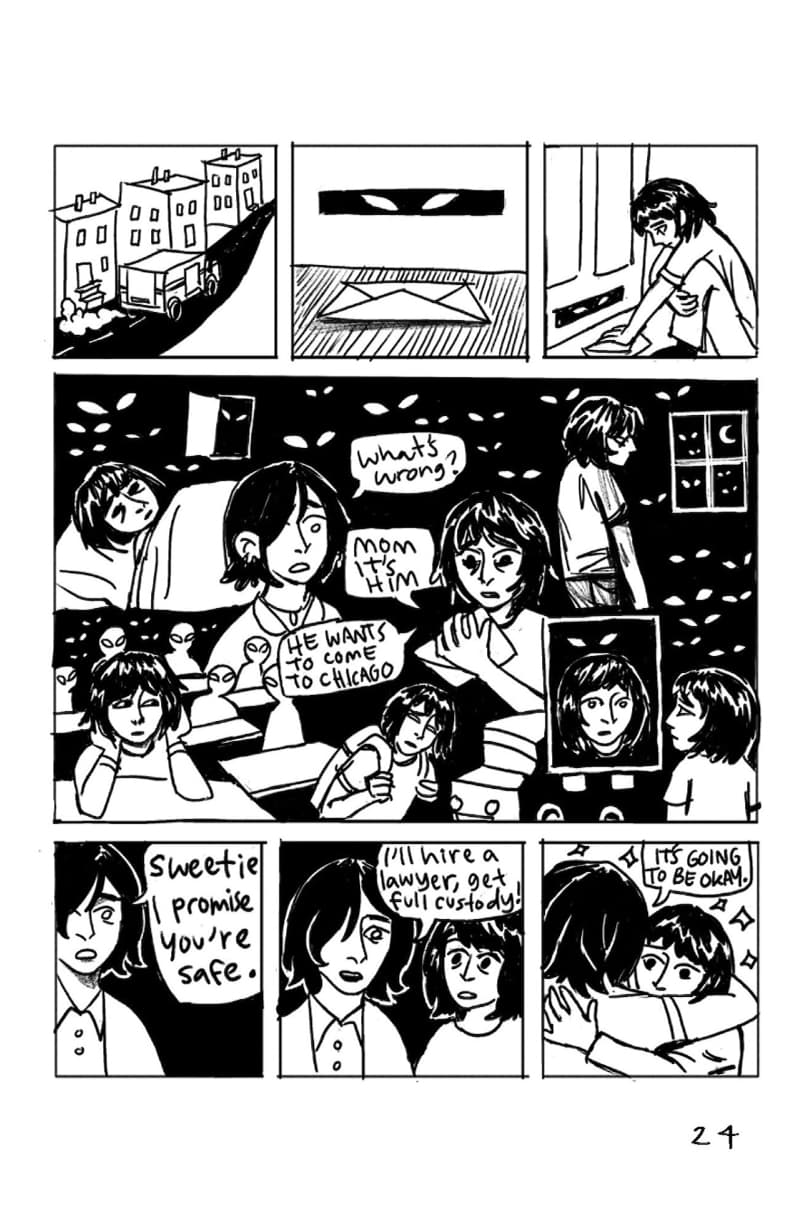 What's
wrong?
MOM
IT'S
HIM
HE WANTS
TO COME
TO CHICAGO
Sweetie
I promise
you're
safe.
I'll hire a
lawyer, get
full custody!
IT'S GOING
TO BE OKAY.
24